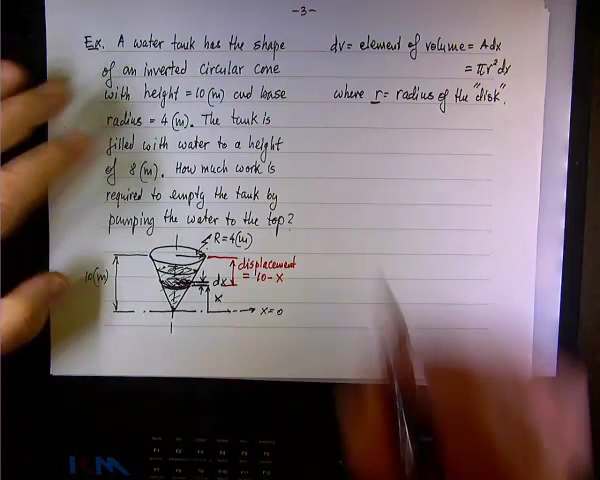 -3-
Ex. A water tank has the shape
of an inverted circular cone
with height = 10(m) and base
radius = 4(m). The tank is
filled with water to a height
of 8(m). How much work is
required to empty the tank by
pumping the water to the top?
dv = element of volume = Adx
= πr²dx
where r = radius of the "disk".
R=4(m)
10(m)
displacement
= 10-x
dx
x
x=0